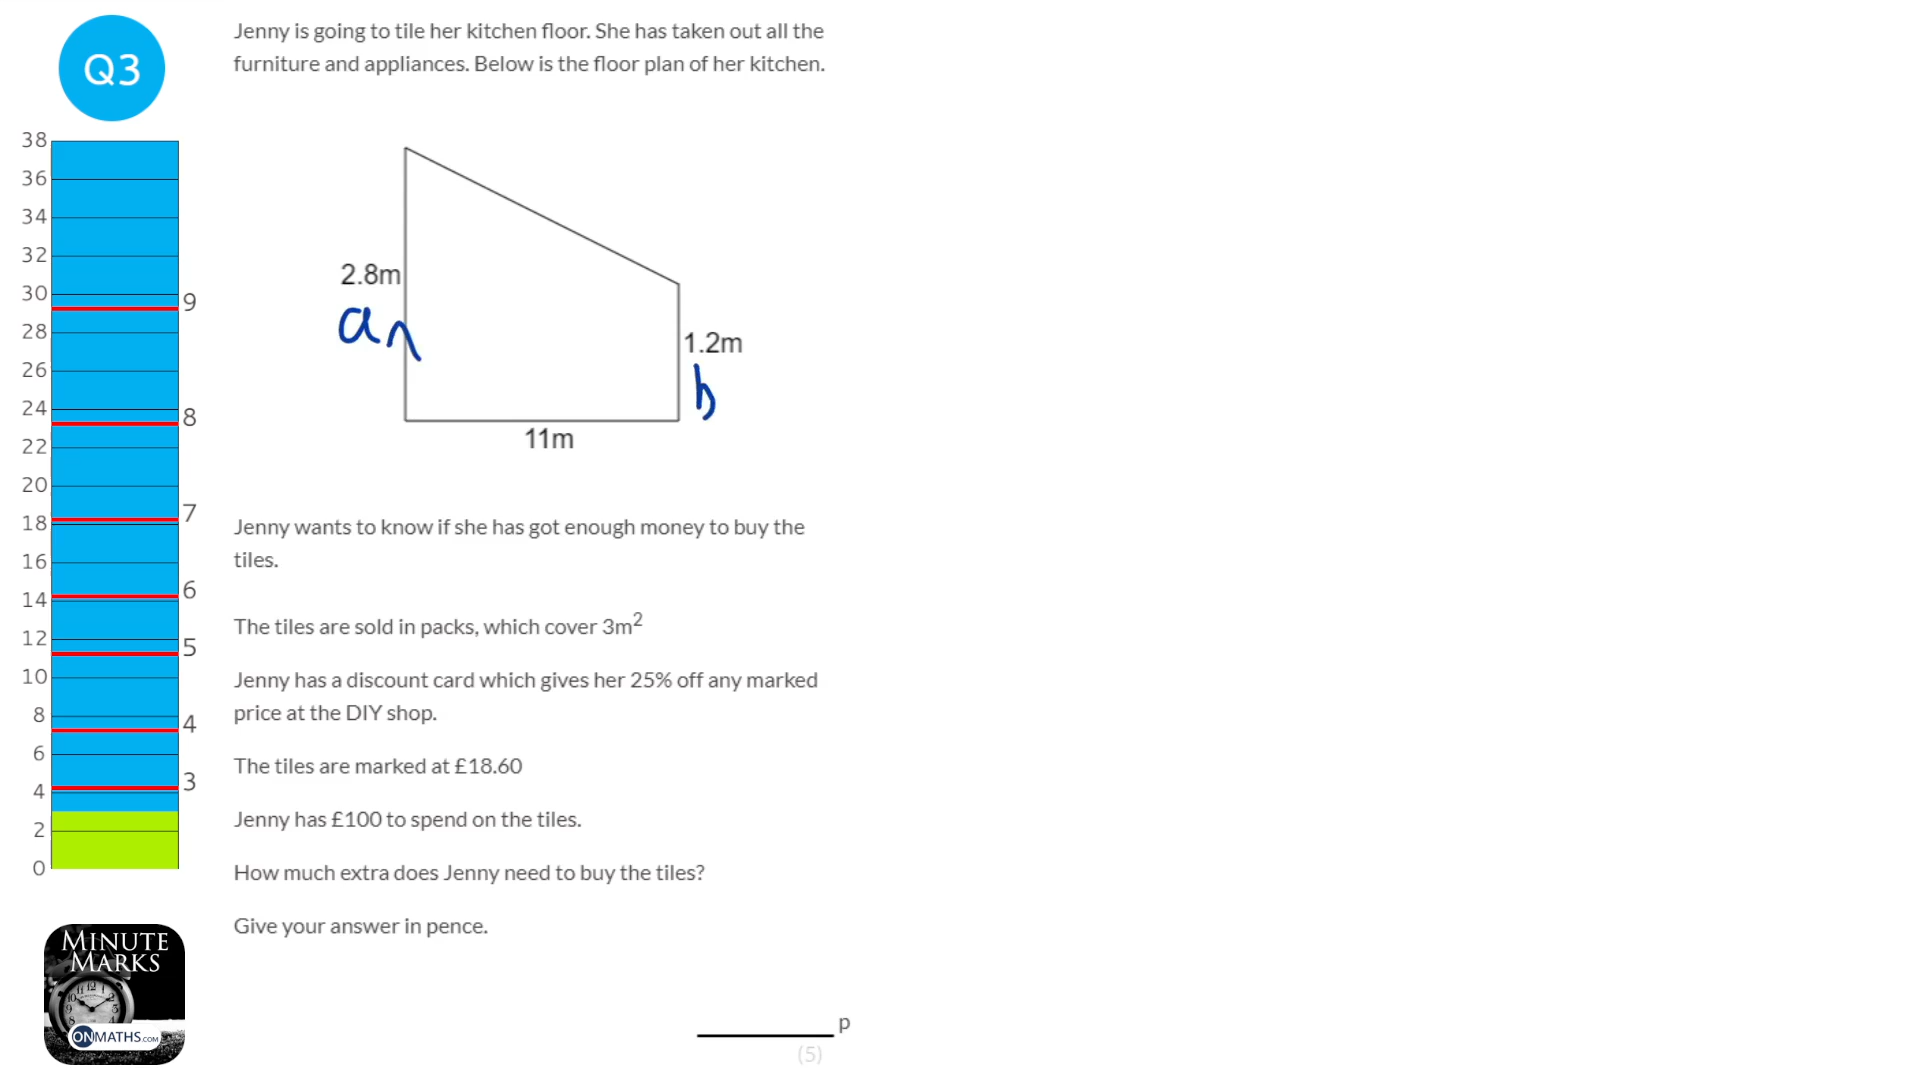 Q3
Jenny is going to tile her kitchen floor. She has taken out all the
furniture and appliances. Below is the floor plan of her kitchen.
2.8m
a
1.2m
b
11m
Jenny wants to know if she has got enough money to buy the
tiles.
The tiles are sold in packs, which cover 3m²
Jenny has a discount card which gives her 25% off any marked
price at the DIY shop.
The tiles are marked at £18.60
Jenny has £100 to spend on the tiles.
How much extra does Jenny need to buy the tiles?
Give your answer in pence.
p
(5)
38
36
34
32
30
9
28
26
24
8
22
20
7
18
16
6
14
12
5
10
8
4
6
3
4
2
0
MINUTE
MARKS
ONMATHS.COM